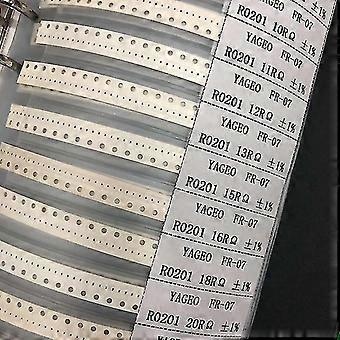 R0201 10RΩ ±1%
YAGEO FR-07
R0201 11RΩ ±1%
YAGEO FR-07
R0201 12RΩ ±1%
YAGEO FR-07
R0201 13RΩ ±1%
YAGEO FR-07
R0201 15RΩ ±1%
YAGEO FR-07
R0201 16RΩ ±1%
YAGEO FR-07
R0201 18RΩ ±1%
YAGEO FR-07
R0201 20RΩ ±1%